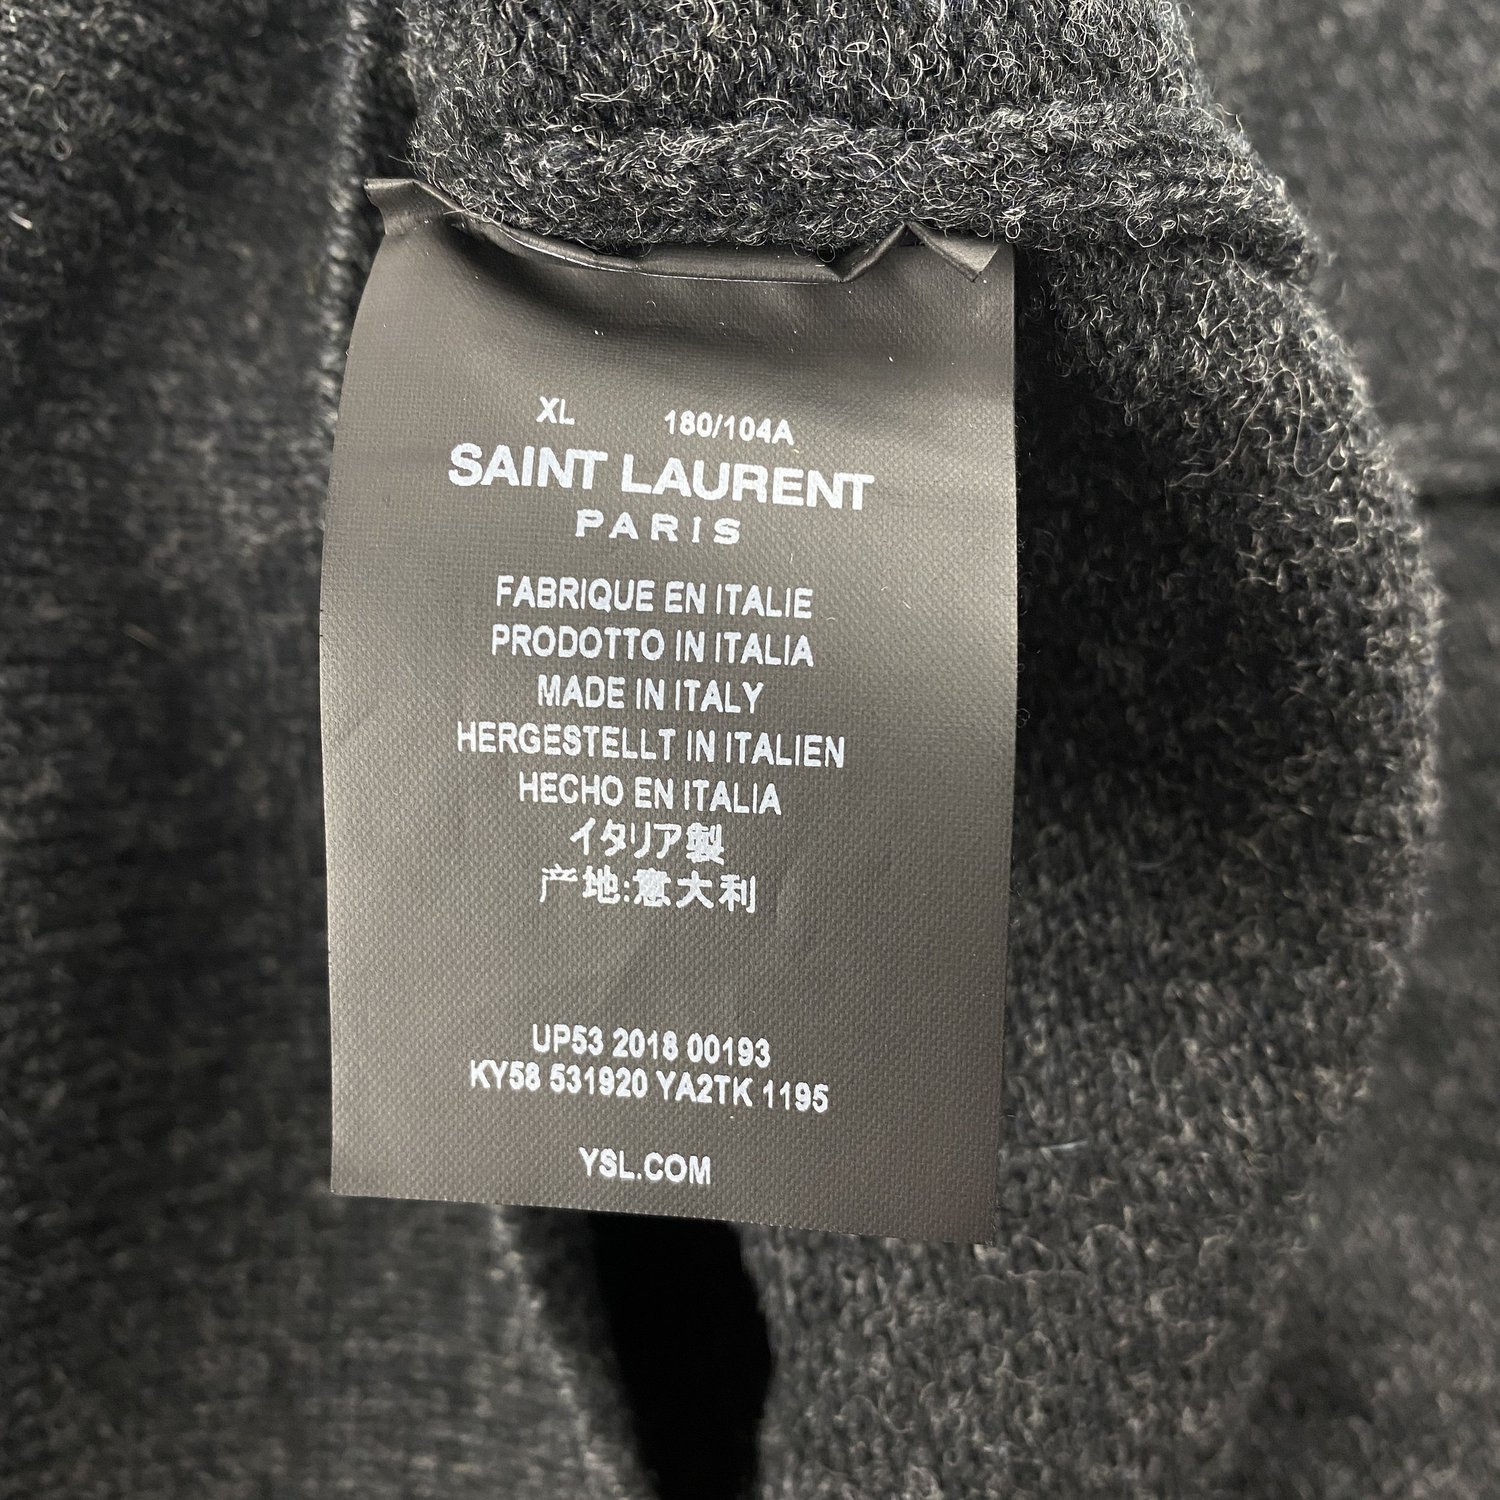 XL 180/104A
SAINT LAURENT
PARIS
FABRIQUE EN ITALIE
PRODOTTO IN ITALIA
MADE IN ITALY
HERGESTELLT IN ITALIEN
HECHO EN ITALIA
イタリア製
产地:意大利
UP53 2018 00193
KY58 531920 YA2TK 1195
YSL.COM